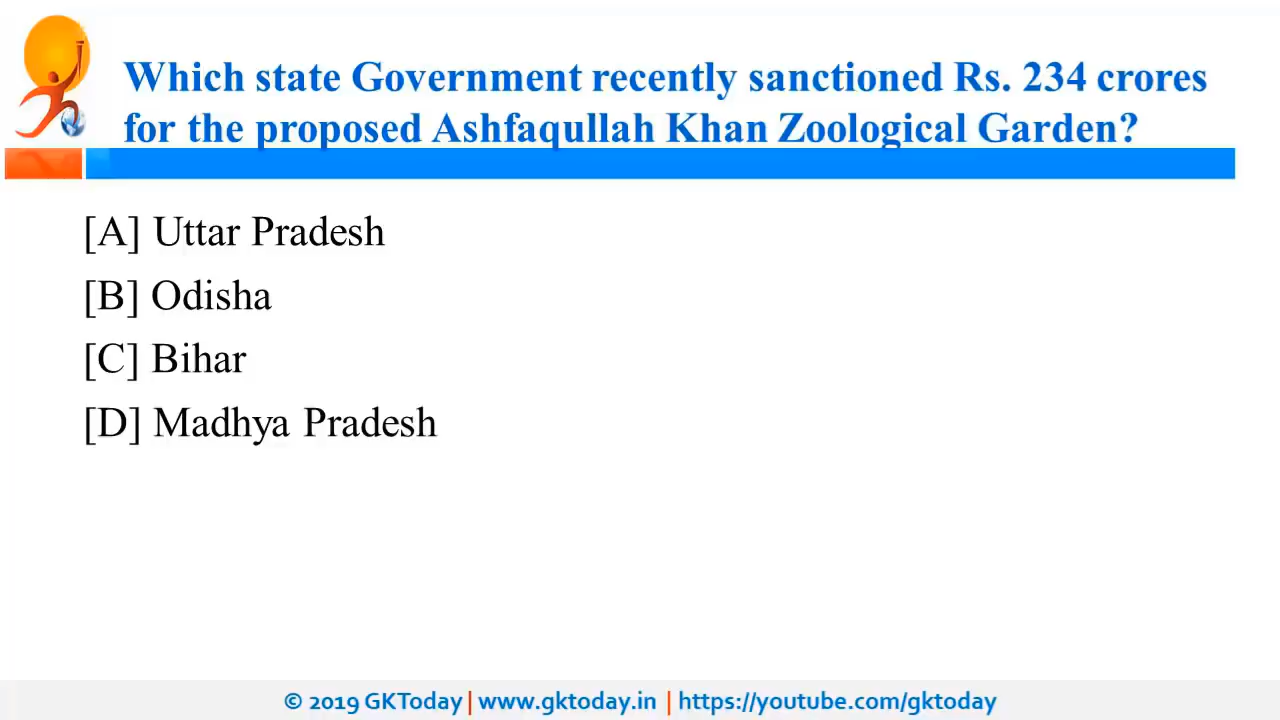 Which state Government recently sanctioned Rs. 234 crores
for the proposed Ashfaqullah Khan Zoological Garden?
[A] Uttar Pradesh
[B] Odisha
[C] Bihar
[D] Madhya Pradesh
© 2019 GKToday | www.gktoday.in | https://youtube.com/gktoday